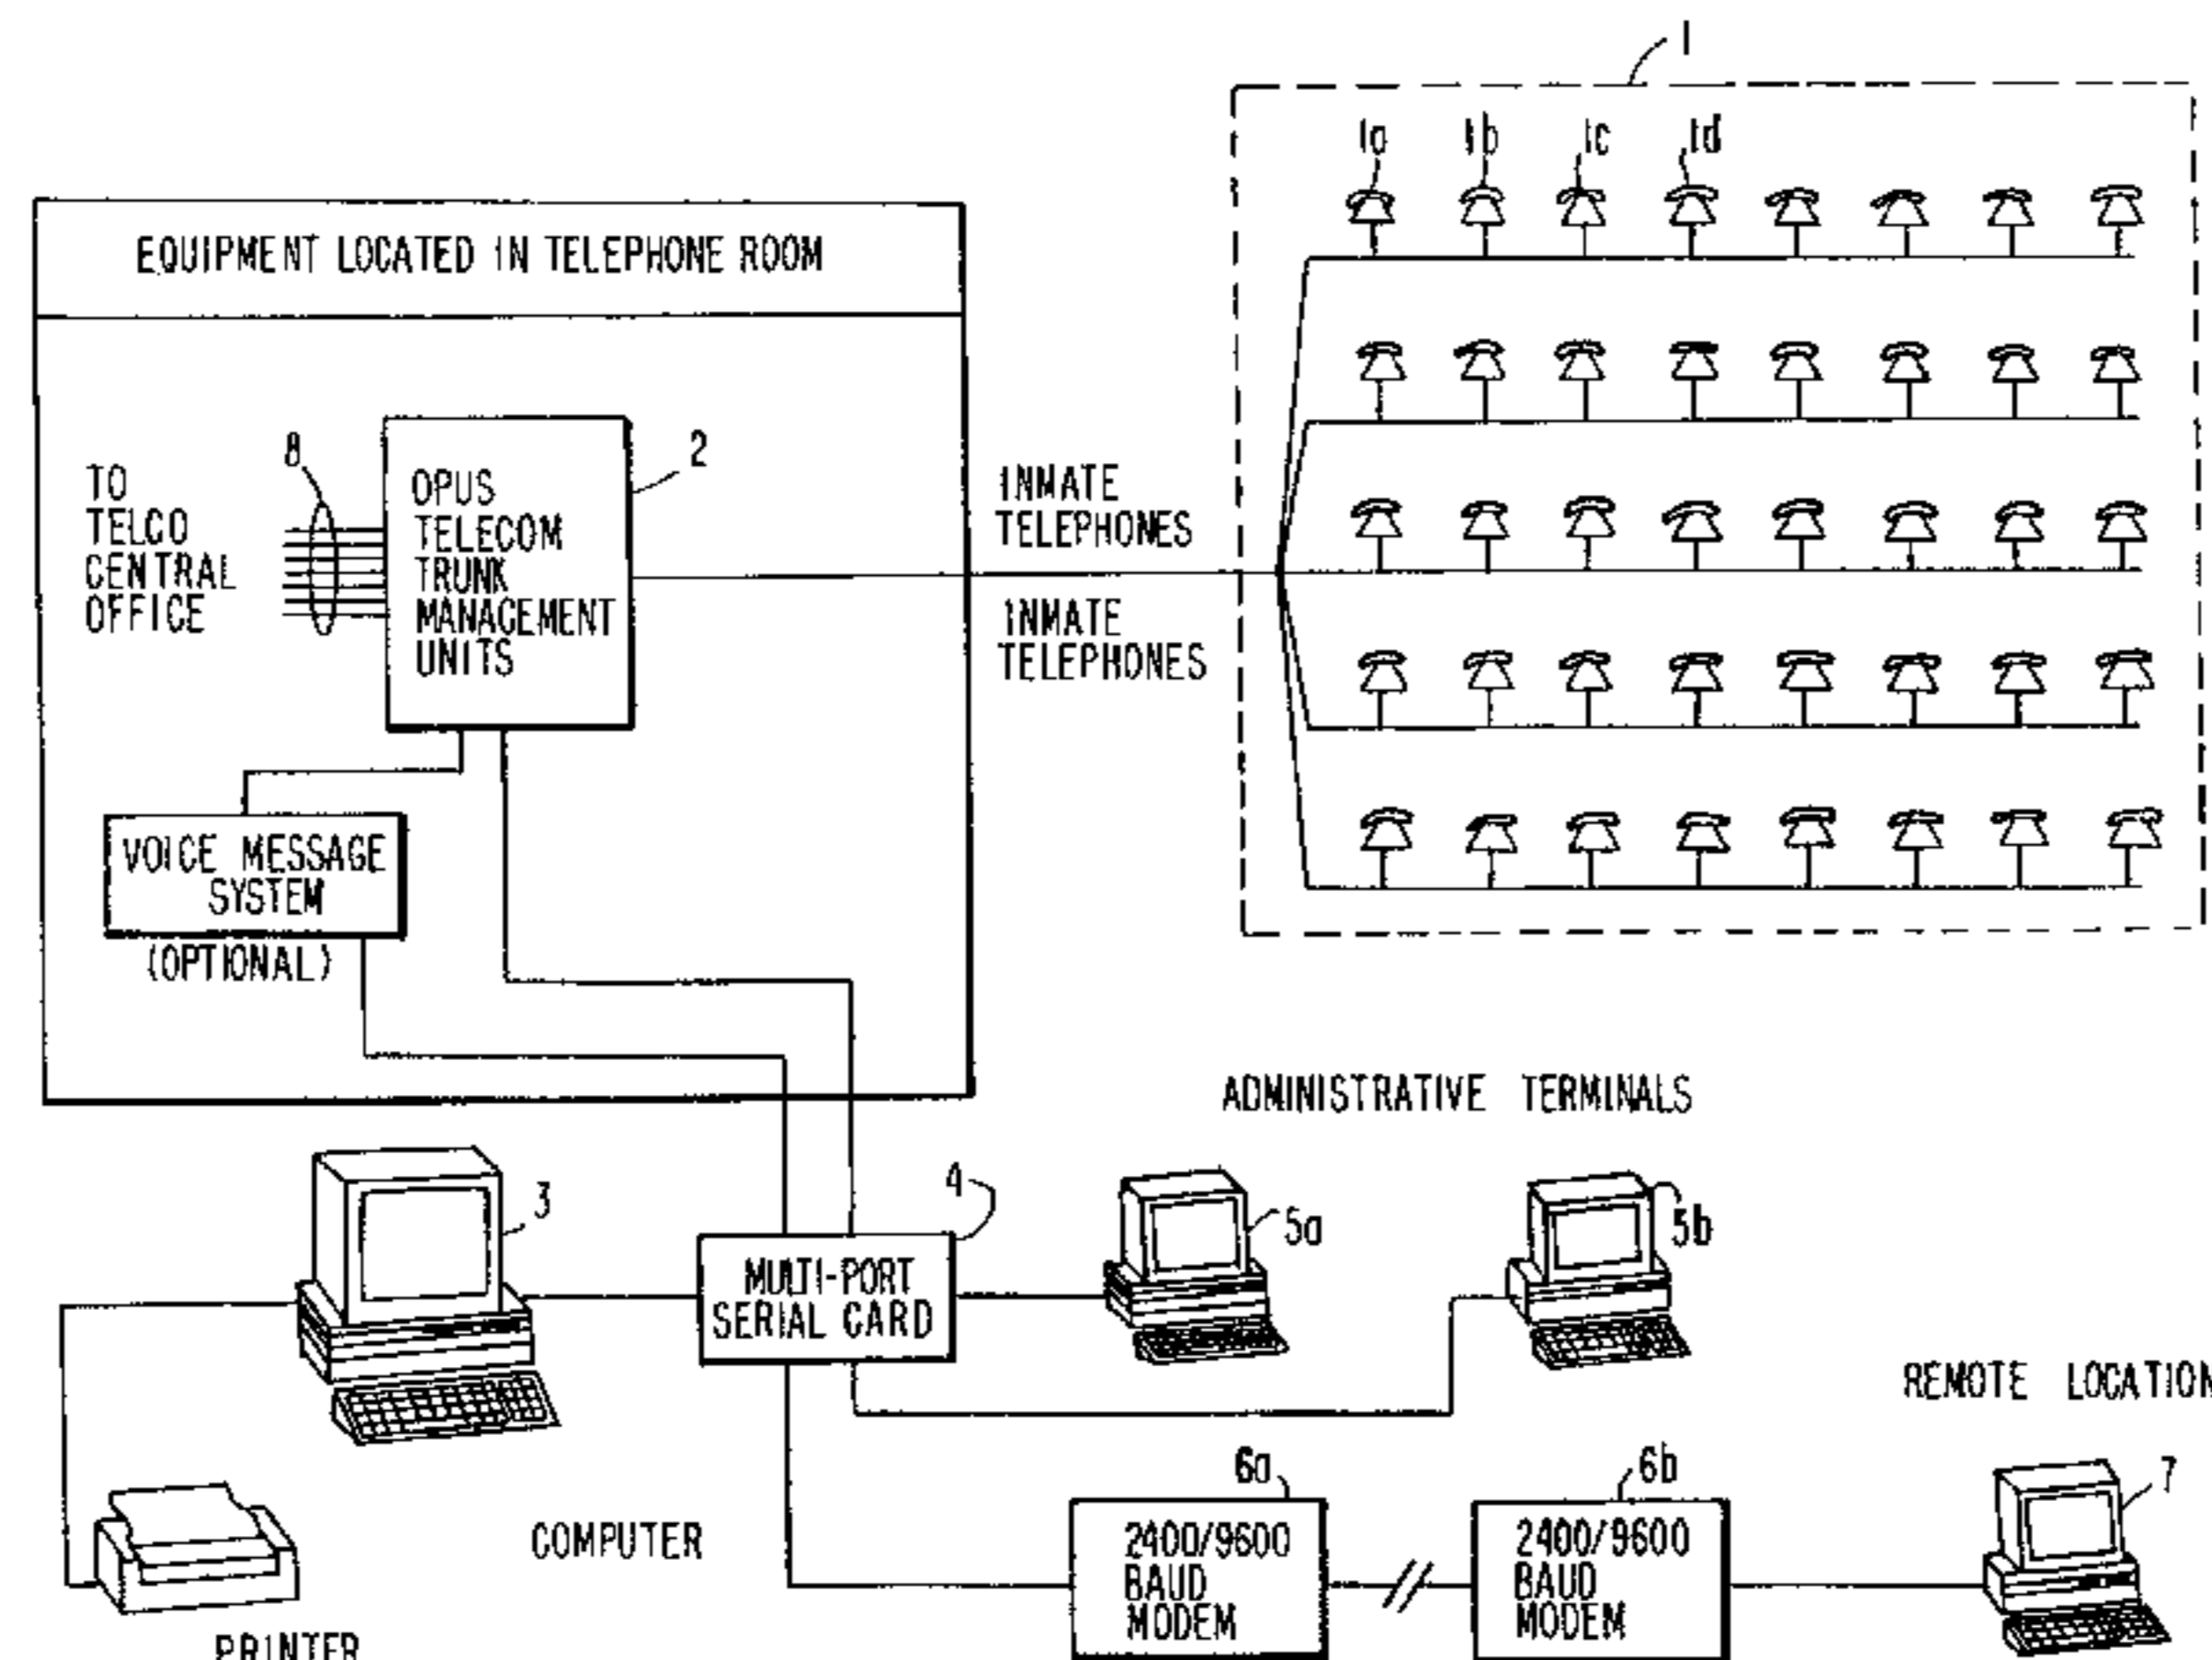 1
1a 1b 1c 1d
EQUIPMENT LOCATED IN TELEPHONE ROOM
8
2
TO
TELCO
CENTRAL
OFFICE
OPUS
TELECOM
TRUNK
MANAGEMENT
UNITS
INMATE
TELEPHONES
INMATE
TELEPHONES
VOICE MESSAGE
SYSTEM
(OPTIONAL)
ADMINISTRATIVE TERMINALS
3
4
5a
5b
MULTI-PORT
SERIAL CARD
REMOTE LOCATION
6a
6b
7
COMPUTER
2400/9600
BAUD
MODEM
2400/9600
BAUD
MODEM
PRINTER